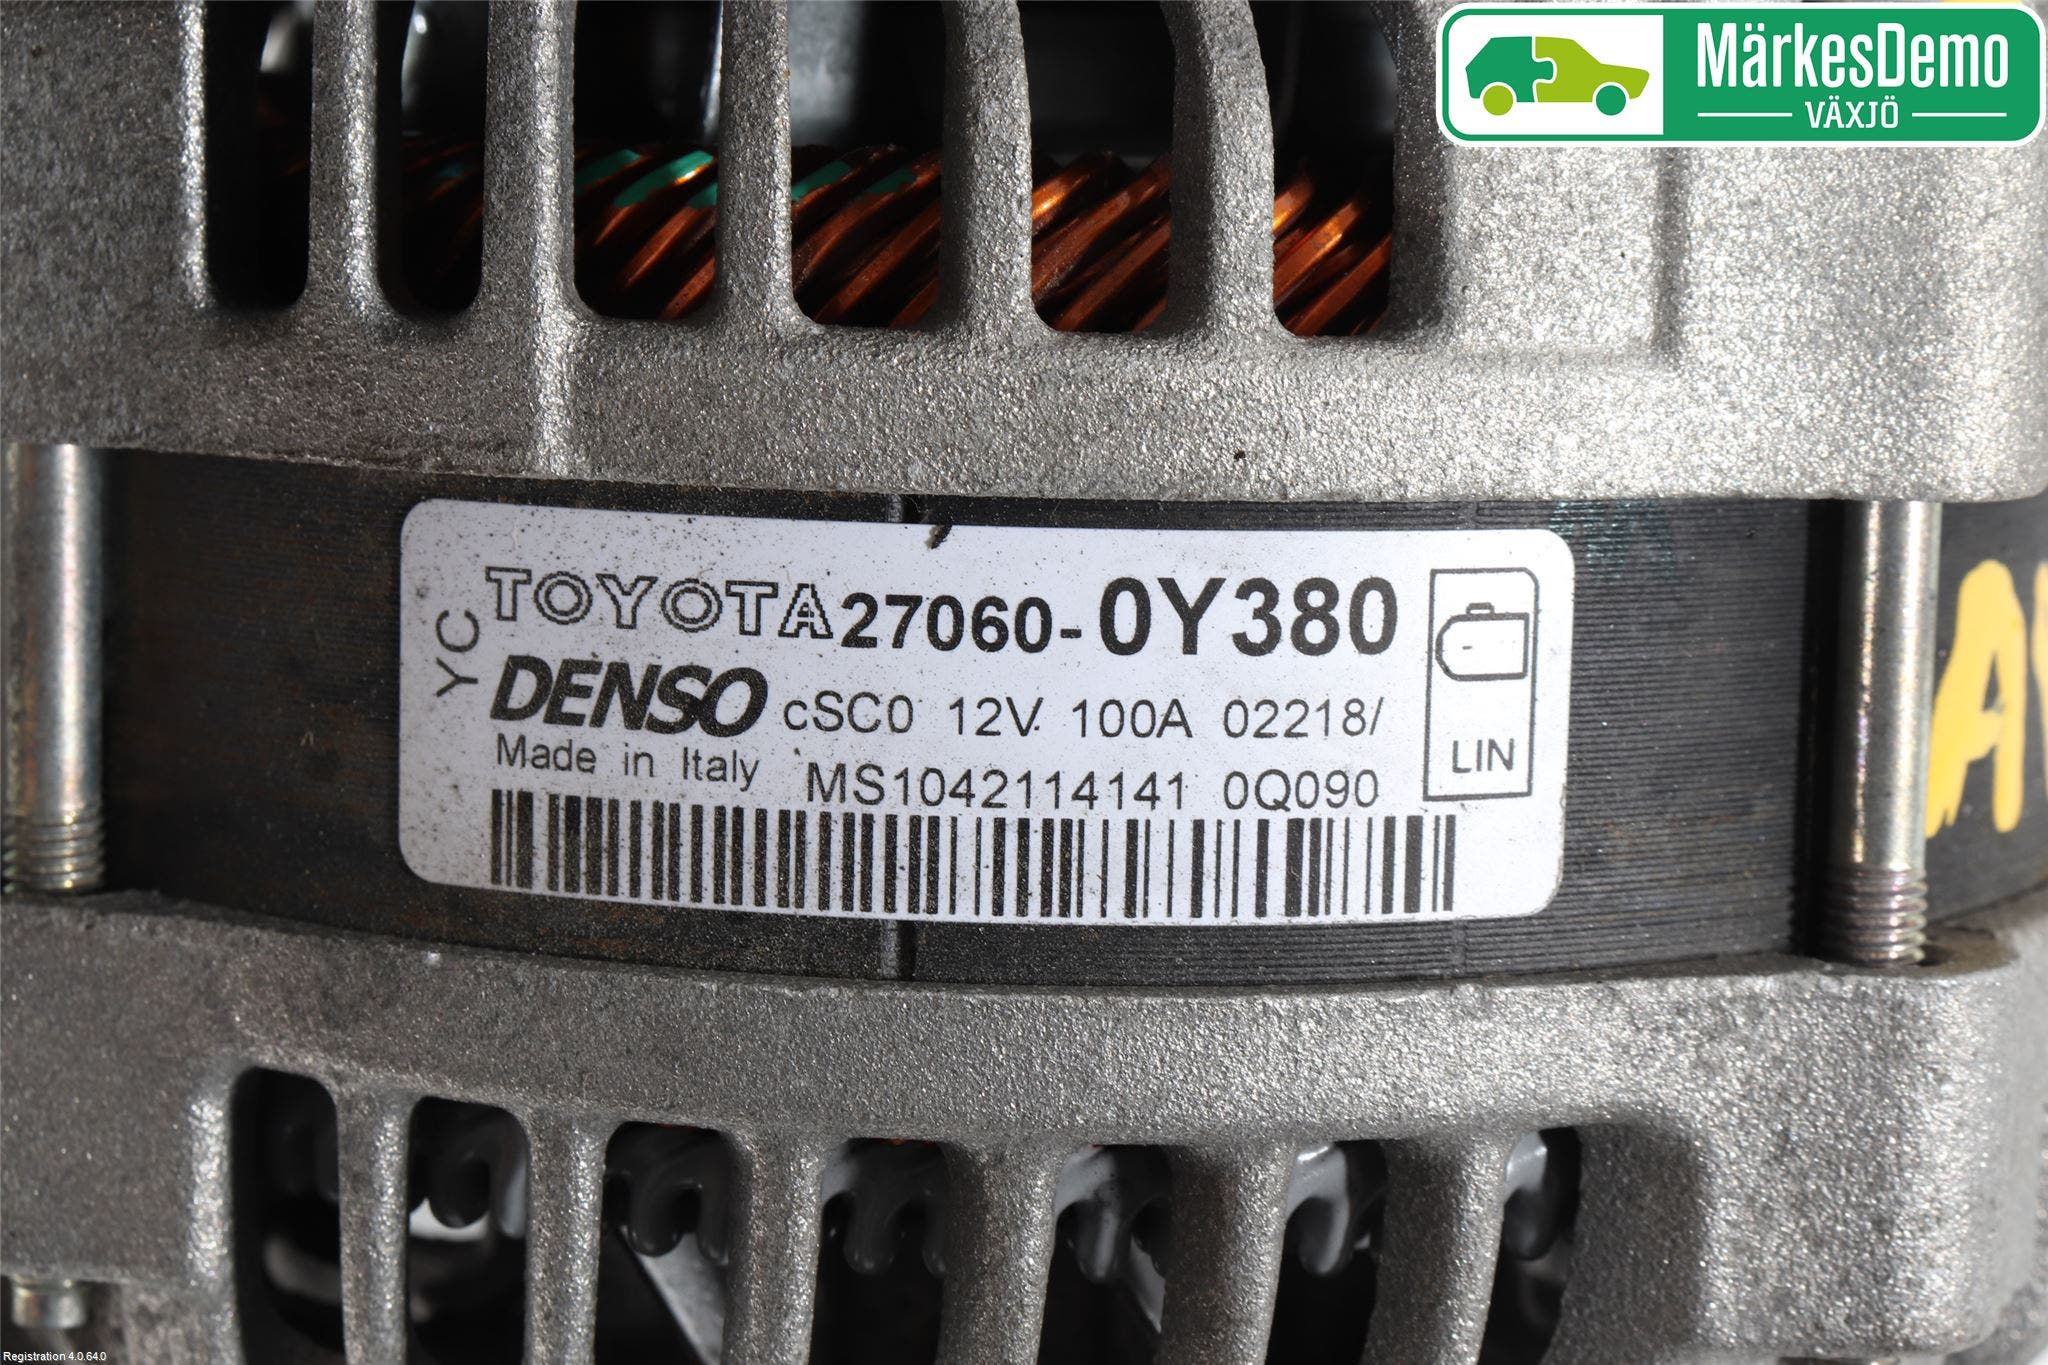 MärkesDemo
VÄXJÖ
YC
TOYOTA 27060-0Y380
DENSO cSC0 12V 100A 02218/
Made in Italy MS1042114141 0Q090
LIN
Registration 4.0.64.0